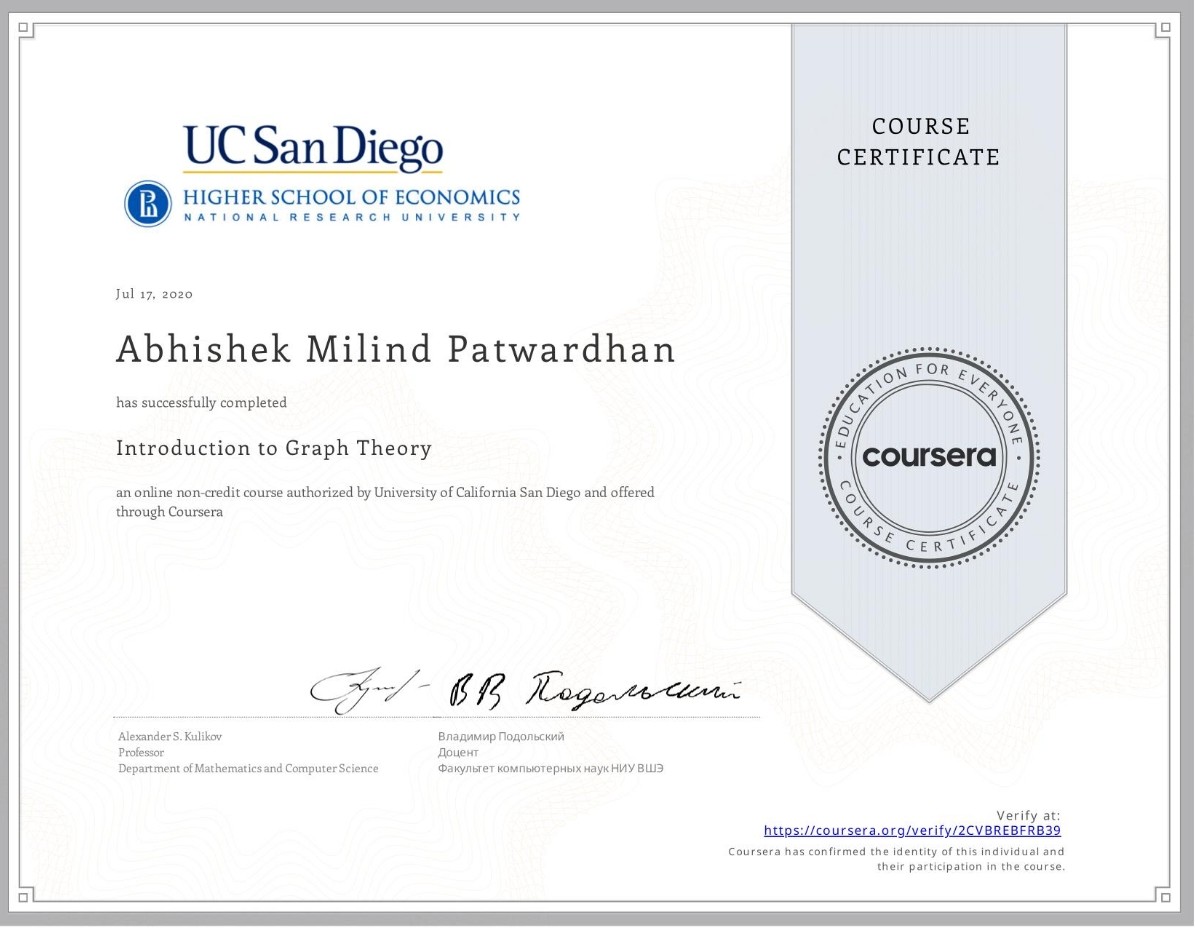 UC San Diego
HIGHER SCHOOL OF ECONOMICS
NATIONAL RESEARCH UNIVERSITY
COURSE
CERTIFICATE
Jul 17, 2020
Abhishek Milind Patwardhan
has successfully completed
Introduction to Graph Theory
an online non-credit course authorized by University of California San Diego and offered
through Coursera
EDUCATION FOR EVERYONE
coursera
COURSE CERTIFICATE
ВВ Подольский
Alexander S. Kulikov
Professor
Department of Mathematics and Computer Science
Владимир Подольский
Доцент
Факультет компьютерных наук НИУ ВШЭ
Verify at:
https://coursera.org/verify/2CVBREBFRB39
Coursera has confirmed the identity of this individual and
their participation in the course.